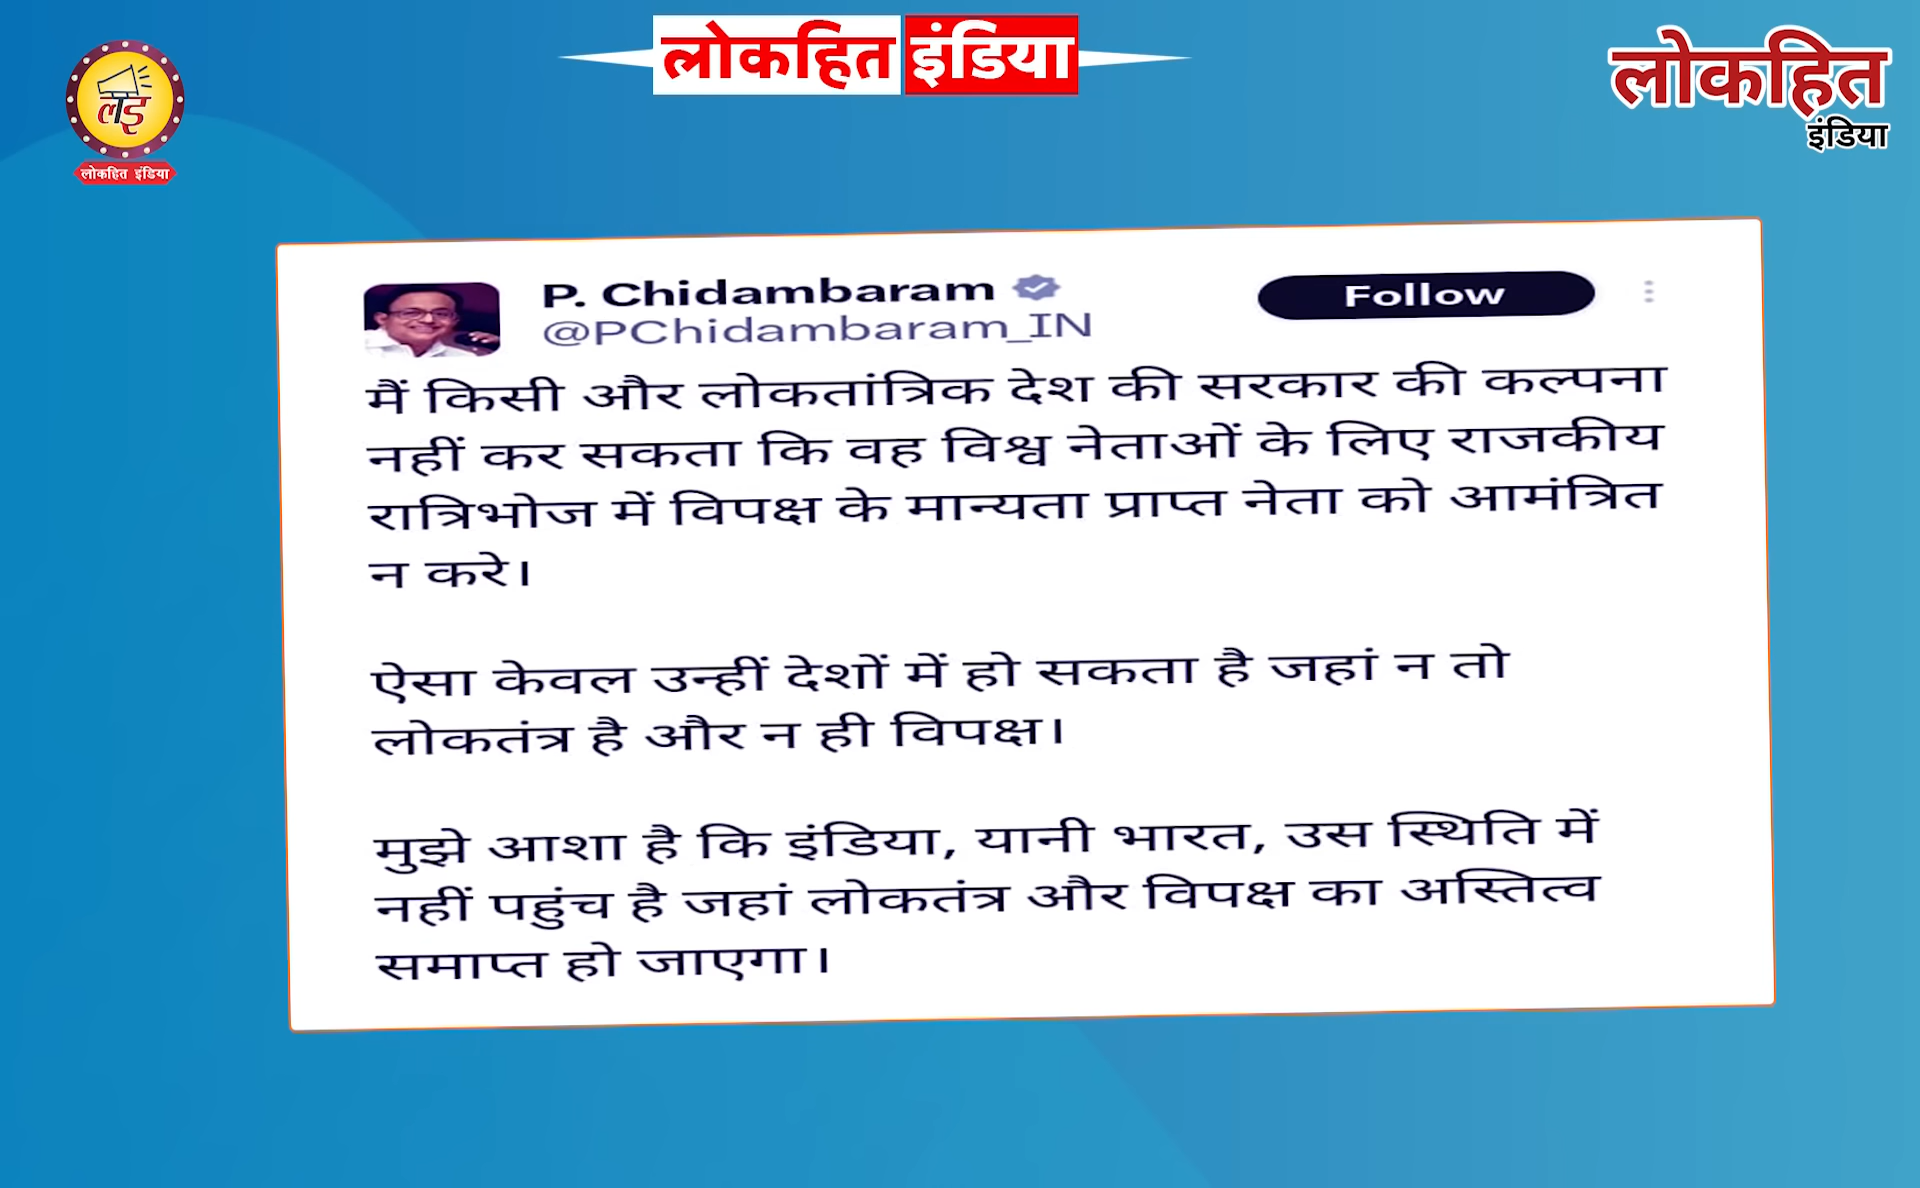 लोकहित इंडिया
लोकहित
इंडिया
लइ
लोकहित इंडिया
P. Chidambaram
@PChidambaram_IN
Follow
मैं किसी और लोकतांत्रिक देश की सरकार की कल्पना
नहीं कर सकता कि वह विश्व नेताओं के लिए राजकीय
रात्रिभोज में विपक्ष के मान्यता प्राप्त नेता को आमंत्रित
न करे।
ऐसा केवल उन्हीं देशों में हो सकता है जहां न तो
लोकतंत्र है और न ही विपक्ष।
मुझे आशा है कि इंडिया, यानी भारत, उस स्थिति में
नहीं पहुंच है जहां लोकतंत्र और विपक्ष का अस्तित्व
समाप्त हो जाएगा।